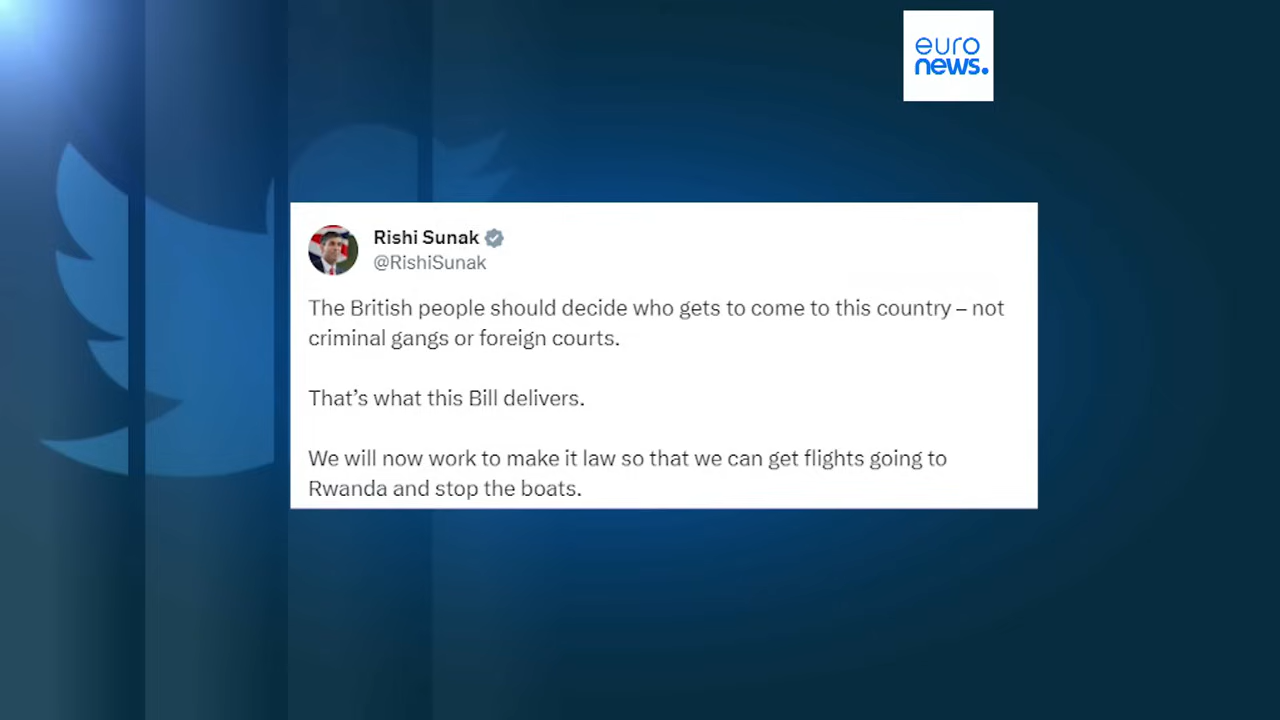 euro
news.
Rishi Sunak
@RishiSunak
The British people should decide who gets to come to this country – not
criminal gangs or foreign courts.
That’s what this Bill delivers.
We will now work to make it law so that we can get flights going to
Rwanda and stop the boats.